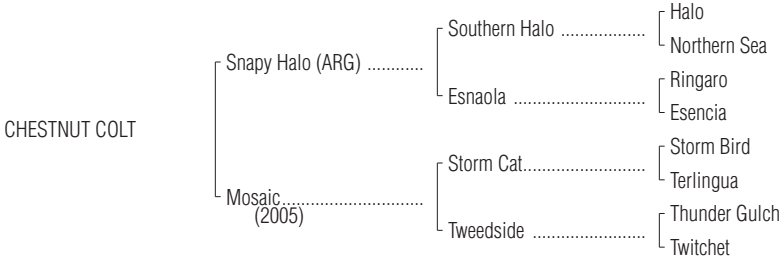 Halo
Southern Halo ..................
Northern Sea
Snapy Halo (ARG) ............
Ringaro
Esnaola ............................
Esencia
CHESTNUT COLT
Storm Bird
Storm Cat..........................
Terlingua
Mosaic..............................
(2005)
Thunder Gulch
Tweedside ........................
Twitchet